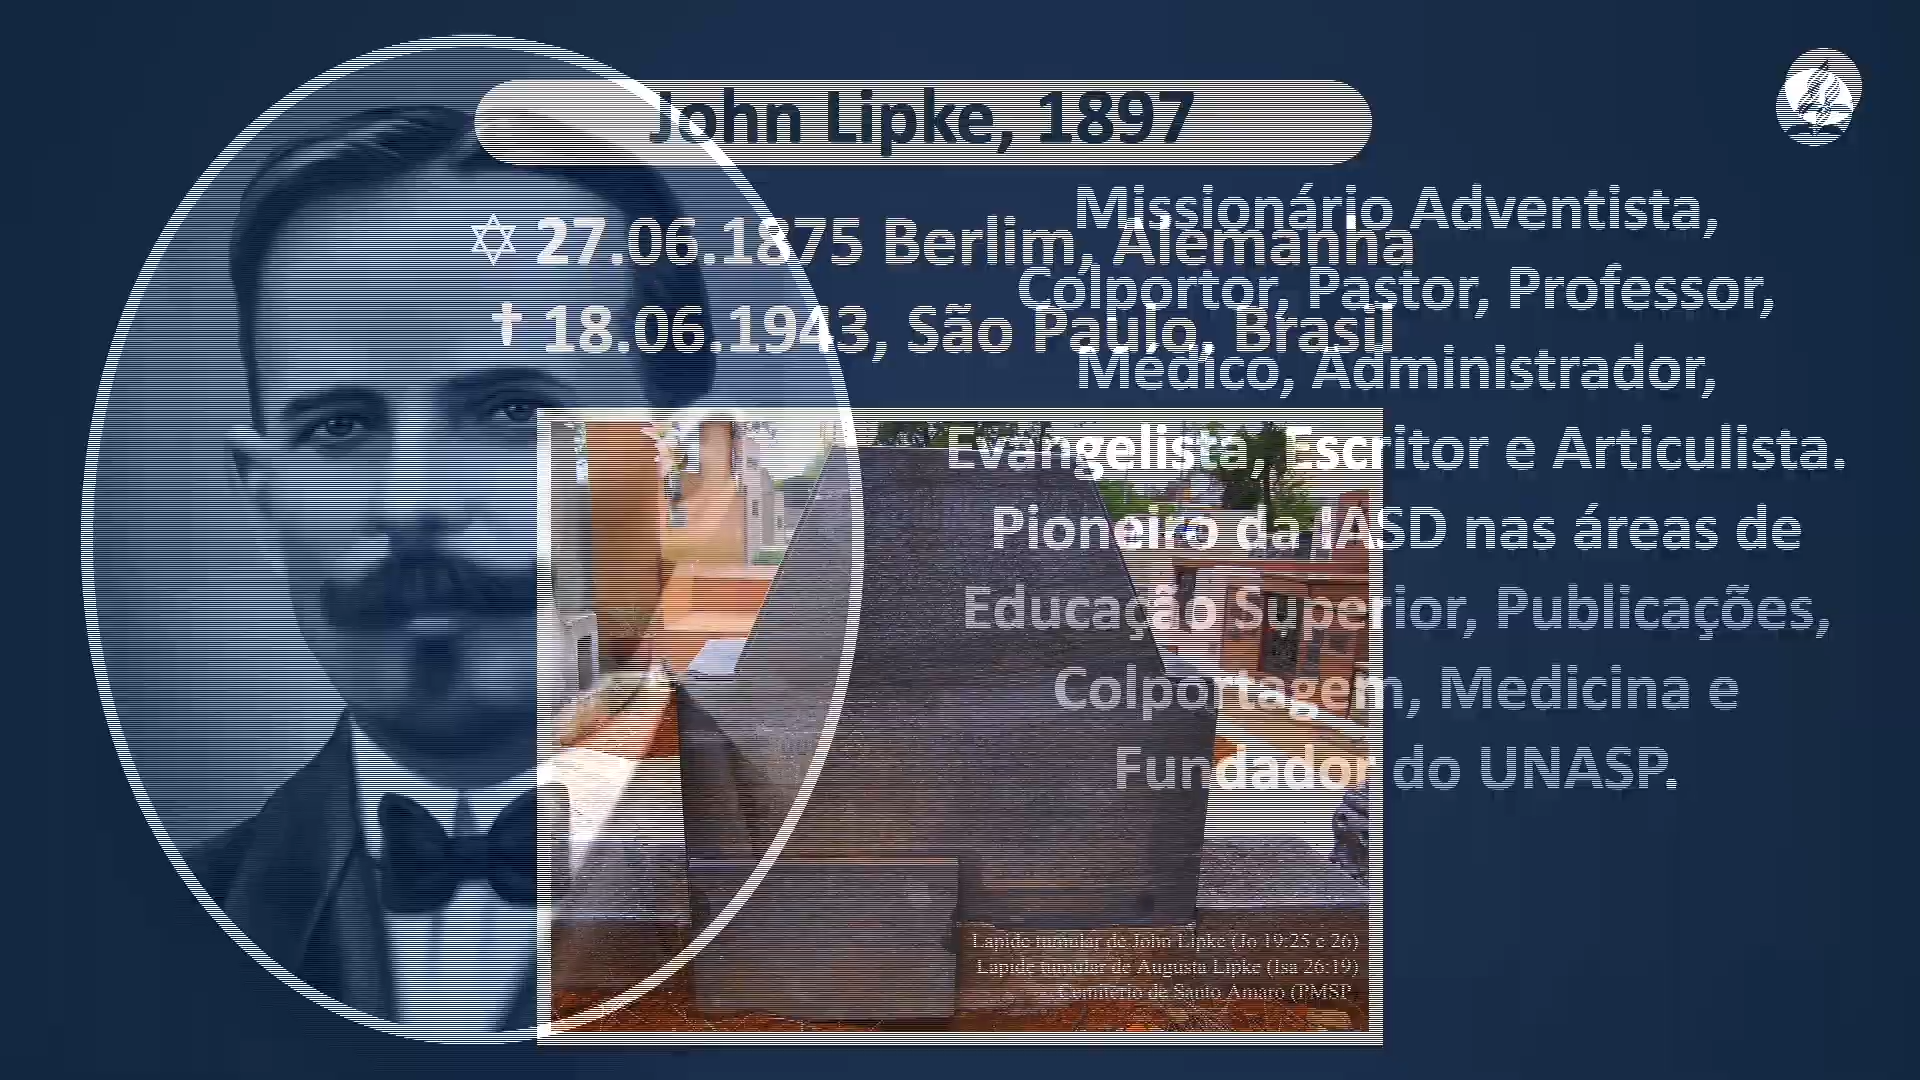 John Lipke, 1897
✡ 27.06.1875 Berlim, Alemanha
✝ 18.06.1943, São Paulo, Brasil
Missionário Adventista,
Colportor, Pastor, Professor,
Médico, Administrador,
Evangelista, Escritor e Articulista.
Pioneiro da IASD nas áreas de
Educação Superior, Publicações,
Colportagem, Medicina e
Fundador do UNASP.
Lapide tumular de John Lipke (Jo 19:25 e 26)
Lapide tumular de Augusta Lipke (Isa 26:19)
Cemitério de Santo Amaro (PMSP